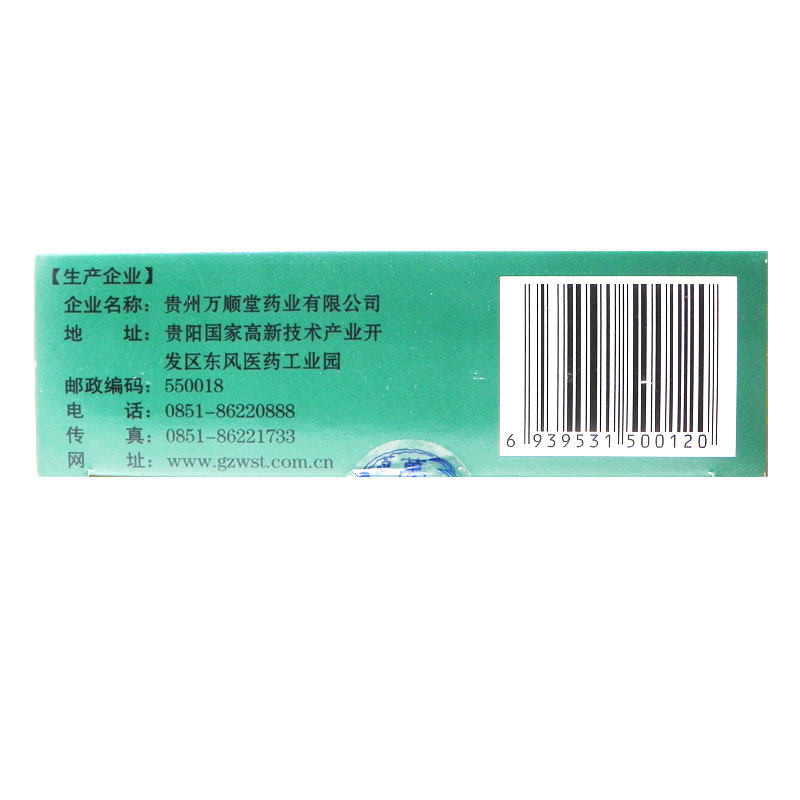 【生产企业】
企业名称：贵州万顺堂药业有限公司
地　　址：贵阳国家高新技术产业开
发区东风医药工业园
邮政编码：550018
电　　话：0851-86220888
传　　真：0851-86221733
网　　址：www.gzwst.com.cn
6 939531 500120